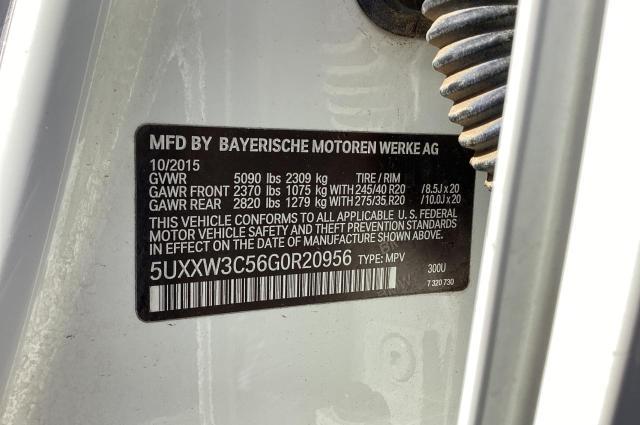 MFD BY BAYERISCHE MOTOREN WERKE AG
10/2015
GVWR 5090 lbs 2309 kg TIRE / RIM
GAWR FRONT 2370 lbs 1075 kg WITH 245/40 R20 /8.5J x 20
GAWR REAR 2820 lbs 1279 kg WITH 275/35 R20 /10.0J x 20
THIS VEHICLE CONFORMS TO ALL APPLICABLE U. S. FEDERAL
MOTOR VEHICLE SAFETY AND THEFT PREVENTION STANDARDS
IN EFFECT ON THE DATE OF MANUFACTURE SHOWN ABOVE.
5UXXW3C56G0R20956 TYPE: MPV 300U
7 320 730